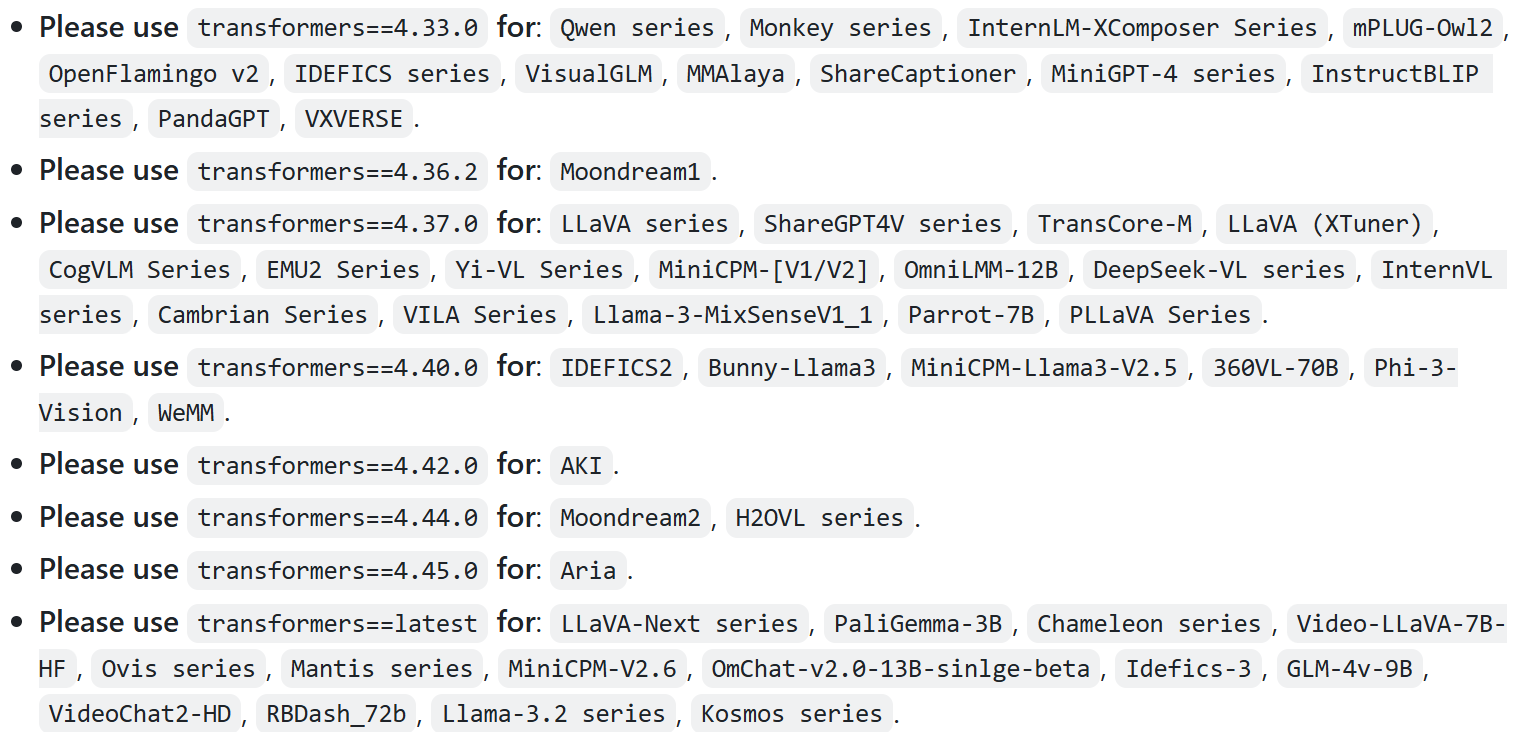 Please use transformers==4.33.0 for: Qwen series, Monkey series, InternLM-XComposer Series, mPLUG-Owl2,
OpenFlamingo v2, IDEFICS series, VisualGLM, MMAlaya, ShareCaptioner, MiniGPT-4 series, InstructBLIP
series, PandaGPT, VXVERSE.
Please use transformers==4.36.2 for: Moondream1.
Please use transformers==4.37.0 for: LLaVA series, ShareGPT4V series, TransCore-M, LLaVA (XTuner),
CogVLM Series, EMU2 Series, Yi-VL Series, MiniCPM-[V1/V2], OmniLMM-12B, DeepSeek-VL series, InternVL
series, Cambrian Series, VILA Series, Llama-3-MixSenseV1_1, Parrot-7B, PLLaVA Series.
Please use transformers==4.40.0 for: IDEFICS2, Bunny-Llama3, MiniCPM-Llama3-V2.5, 360VL-70B, Phi-3-
Vision, WeMM.
Please use transformers==4.42.0 for: AKI.
Please use transformers==4.44.0 for: Moondream2, H2OVL series.
Please use transformers==4.45.0 for: Aria.
Please use transformers==latest for: LLaVA-Next series, PaliGemma-3B, Chameleon series, Video-LLaVA-7B-
HF, Ovis series, Mantis series, MiniCPM-V2.6, OmChat-v2.0-13B-sinlge-beta, Idefics-3, GLM-4v-9B,
VideoChat2-HD, RBDash_72b, Llama-3.2 series, Kosmos series.